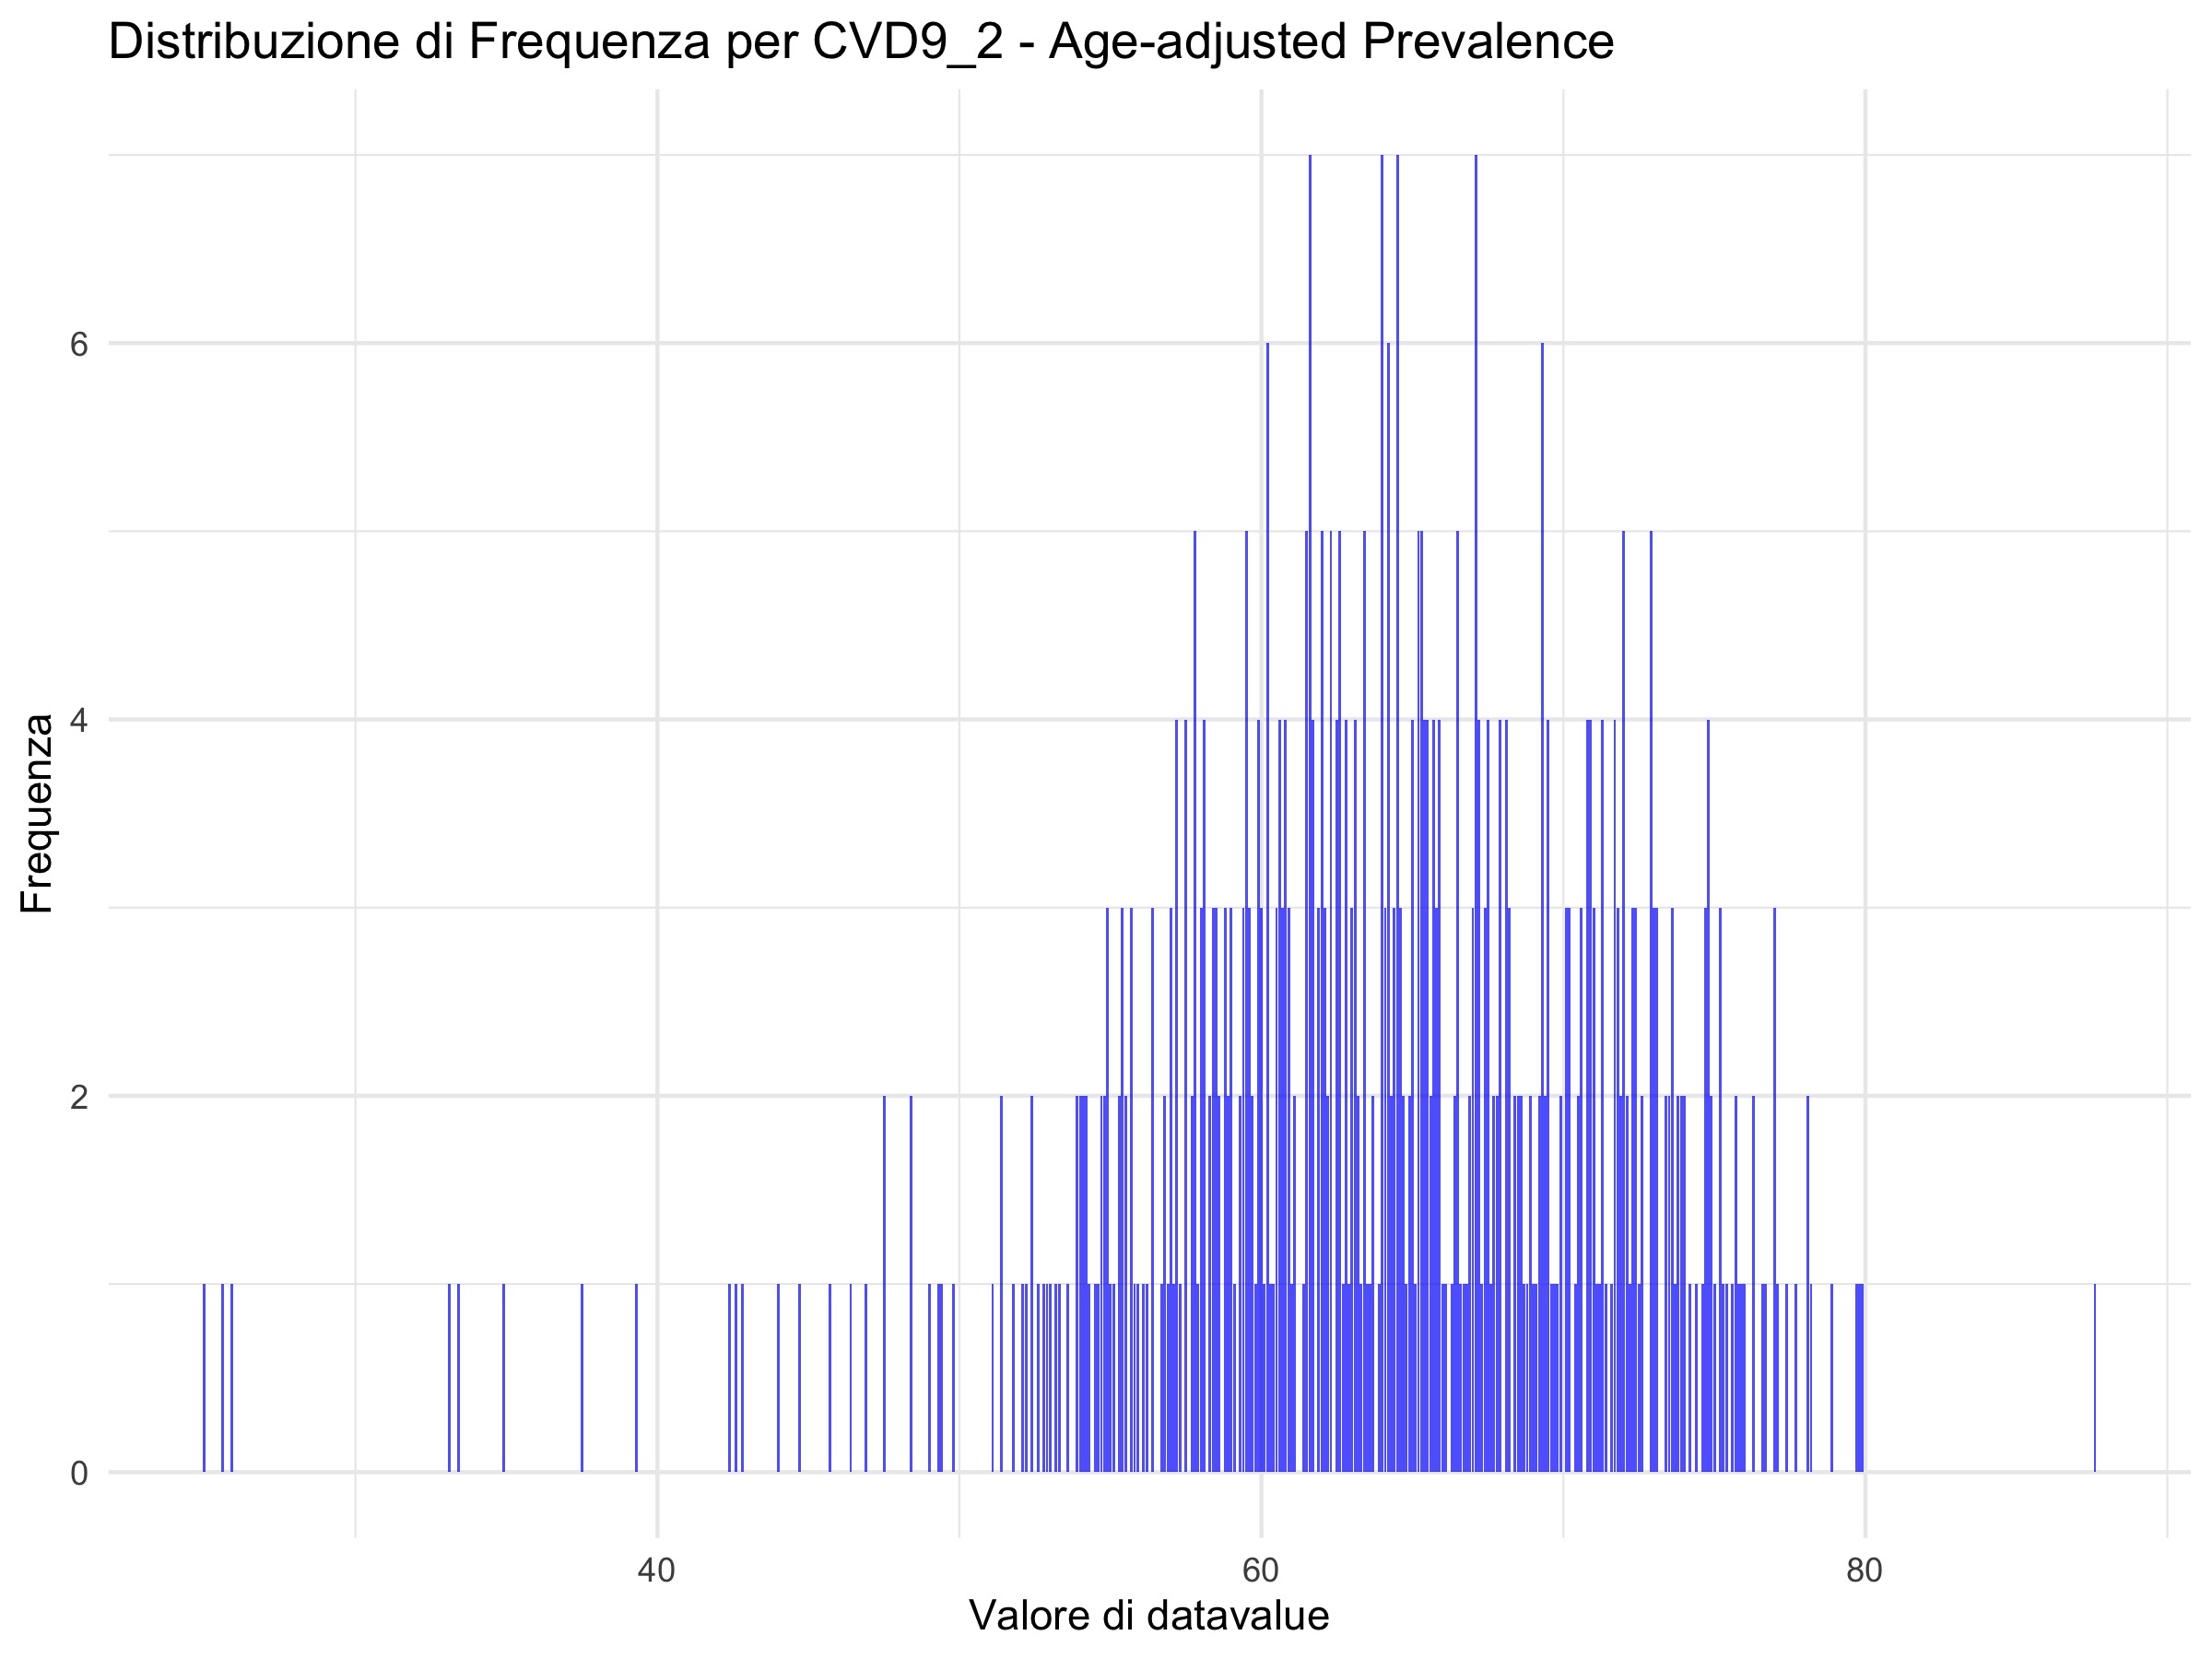 Distribuzione di Frequenza per CVD9_2 - Age-adjusted Prevalence
Frequenza
6
4
2
0
40
60
80
Valore di datavalue